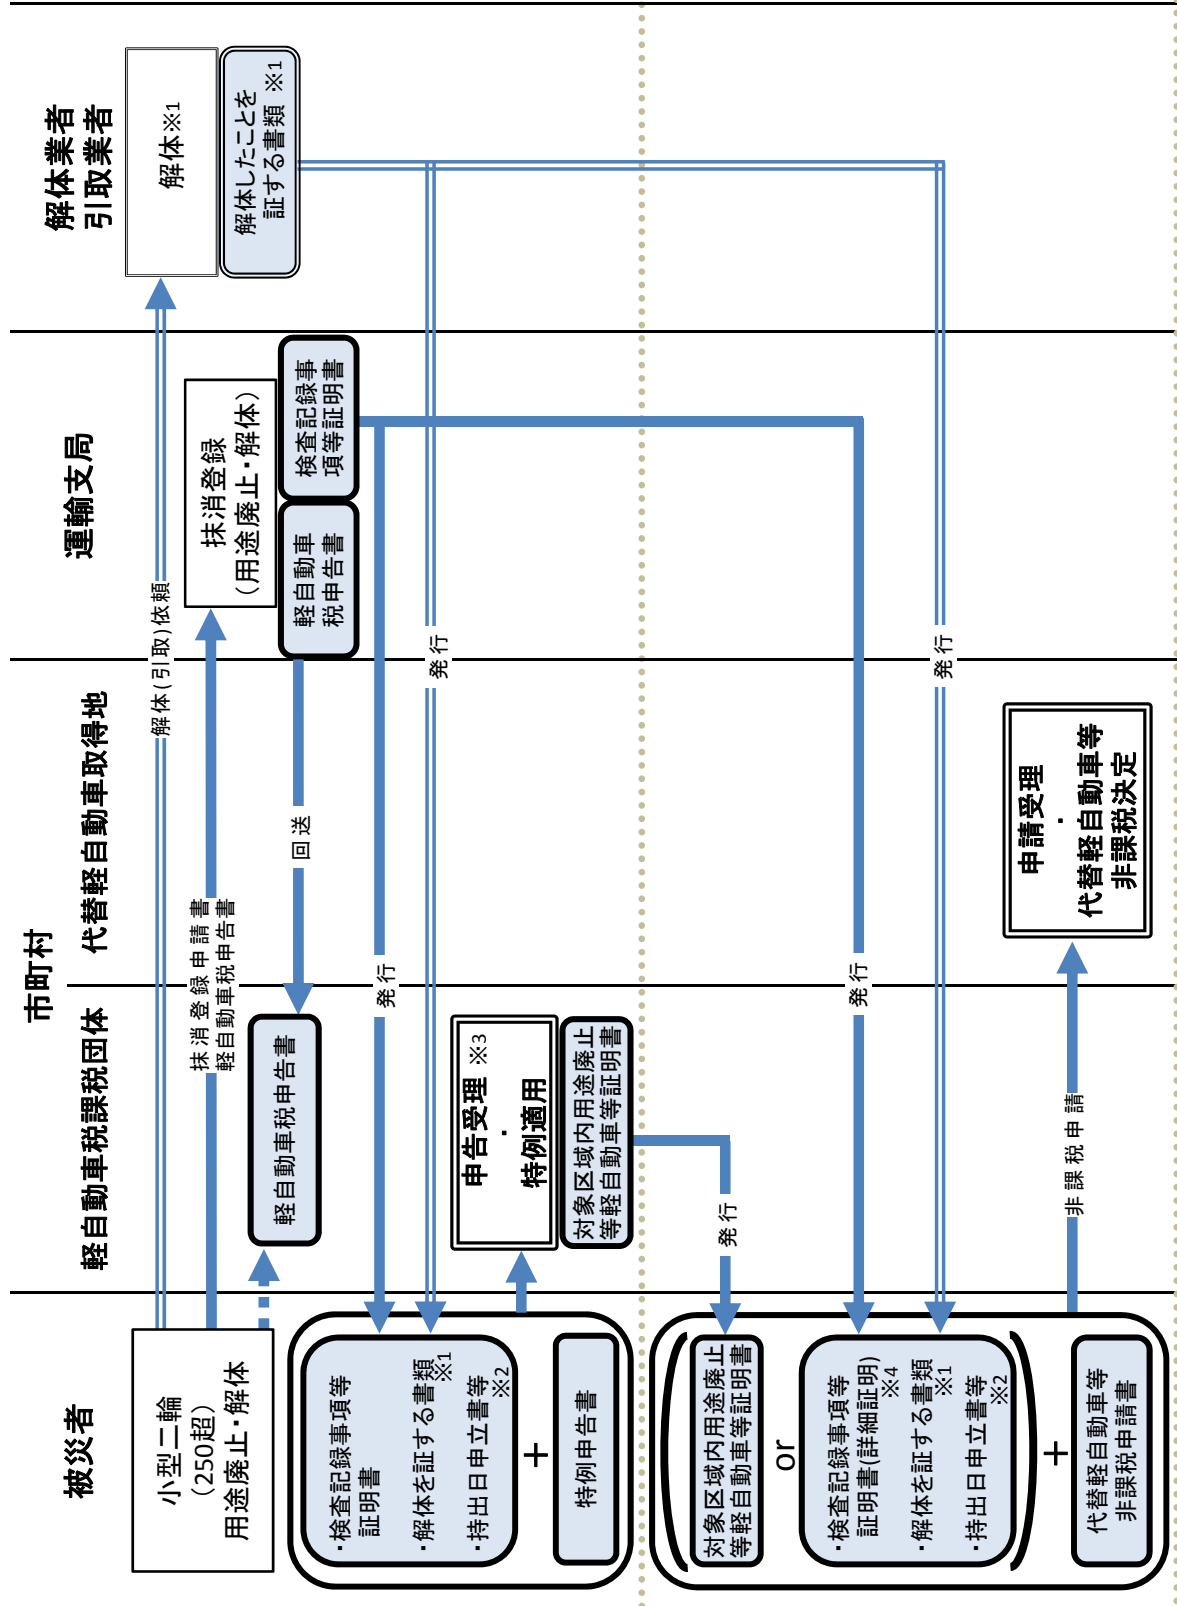 被災者
市町村
軽自動車税課税団体
代替軽自動車取得地
運輸支局
解体業者
引取業者
小型二輪
（250超）
用途廃止・解体
解体(引取)依頼
解体※1
解体したことを
証する書類 ※1
抹消登録申請書
軽自動車税申告書
抹消登録
（用途廃止・解体）
軽自動車
税申告書
検査記録事
項等証明書
回送
軽自動車税申告書
発行
発行
・検査記録事項等
証明書
・解体を証する書類
※1
・持出日申立書等
※2
＋
特例申告書
申告受理 ※3
・
特例適用
対象区域内用途廃止
等軽自動車等証明書
発行
対象区域内用途廃止
等軽自動車等証明書
or
発行
発行
・検査記録事項等
証明書(詳細証明)
※4
・解体を証する書類
※1
・持出日申立書等
※2
＋
代替軽自動車等
非課税申請書
非課税申請
申請受理
・
代替軽自動車等
非課税決定